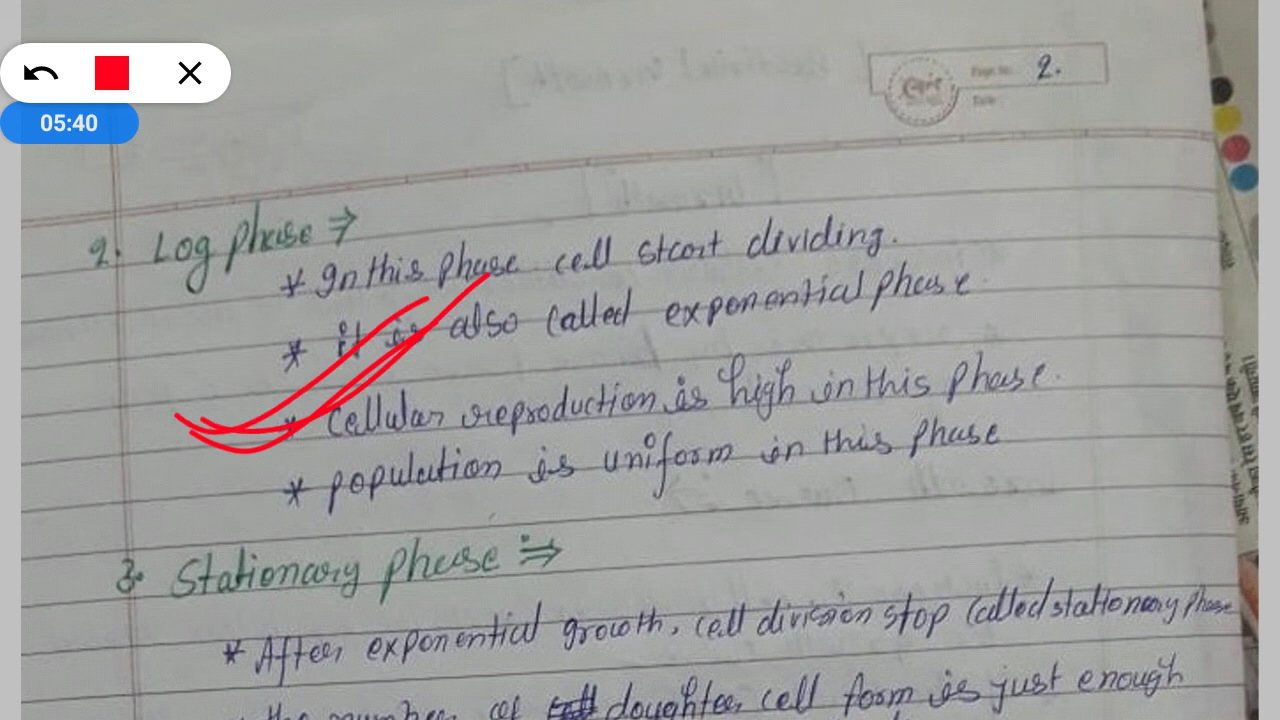 05:40
Page No. 2.
Date
2. Log phase ⇒
* In this phase cell start dividing.
* it is also called exponential phase.
* Cellular reproduction is high in this phase.
* population is uniform in this phase
3. Stationary phase ⇒
* After exponential growth, cell division stop called stationary phase
the number of daughter cell form is just enough